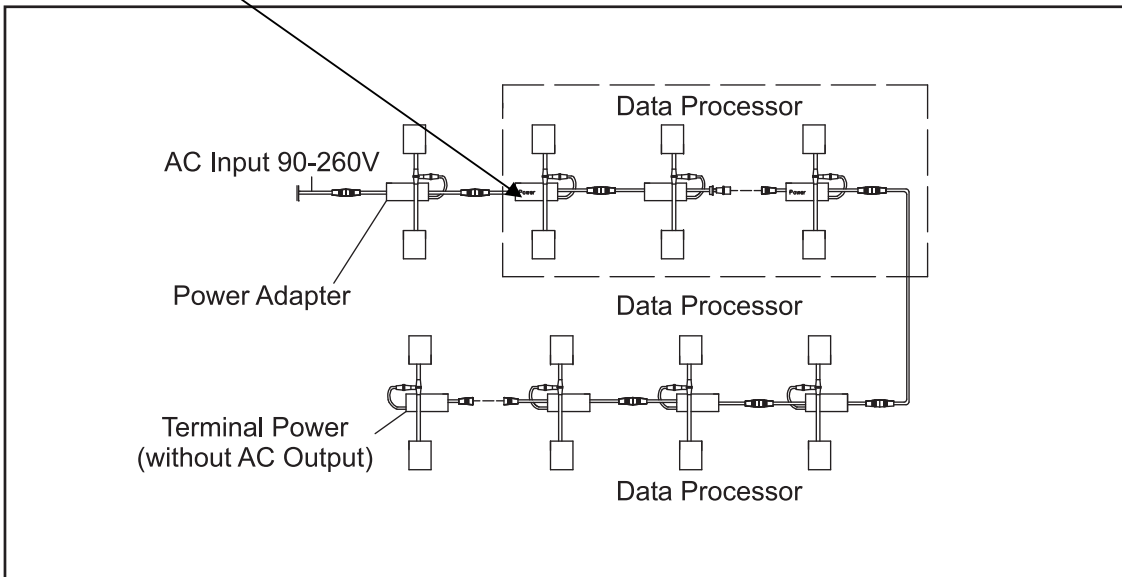 Data Processor
AC Input 90-260V
Power
Power
Power Adapter
Data Processor
Terminal Power
(without AC Output)
Data Processor